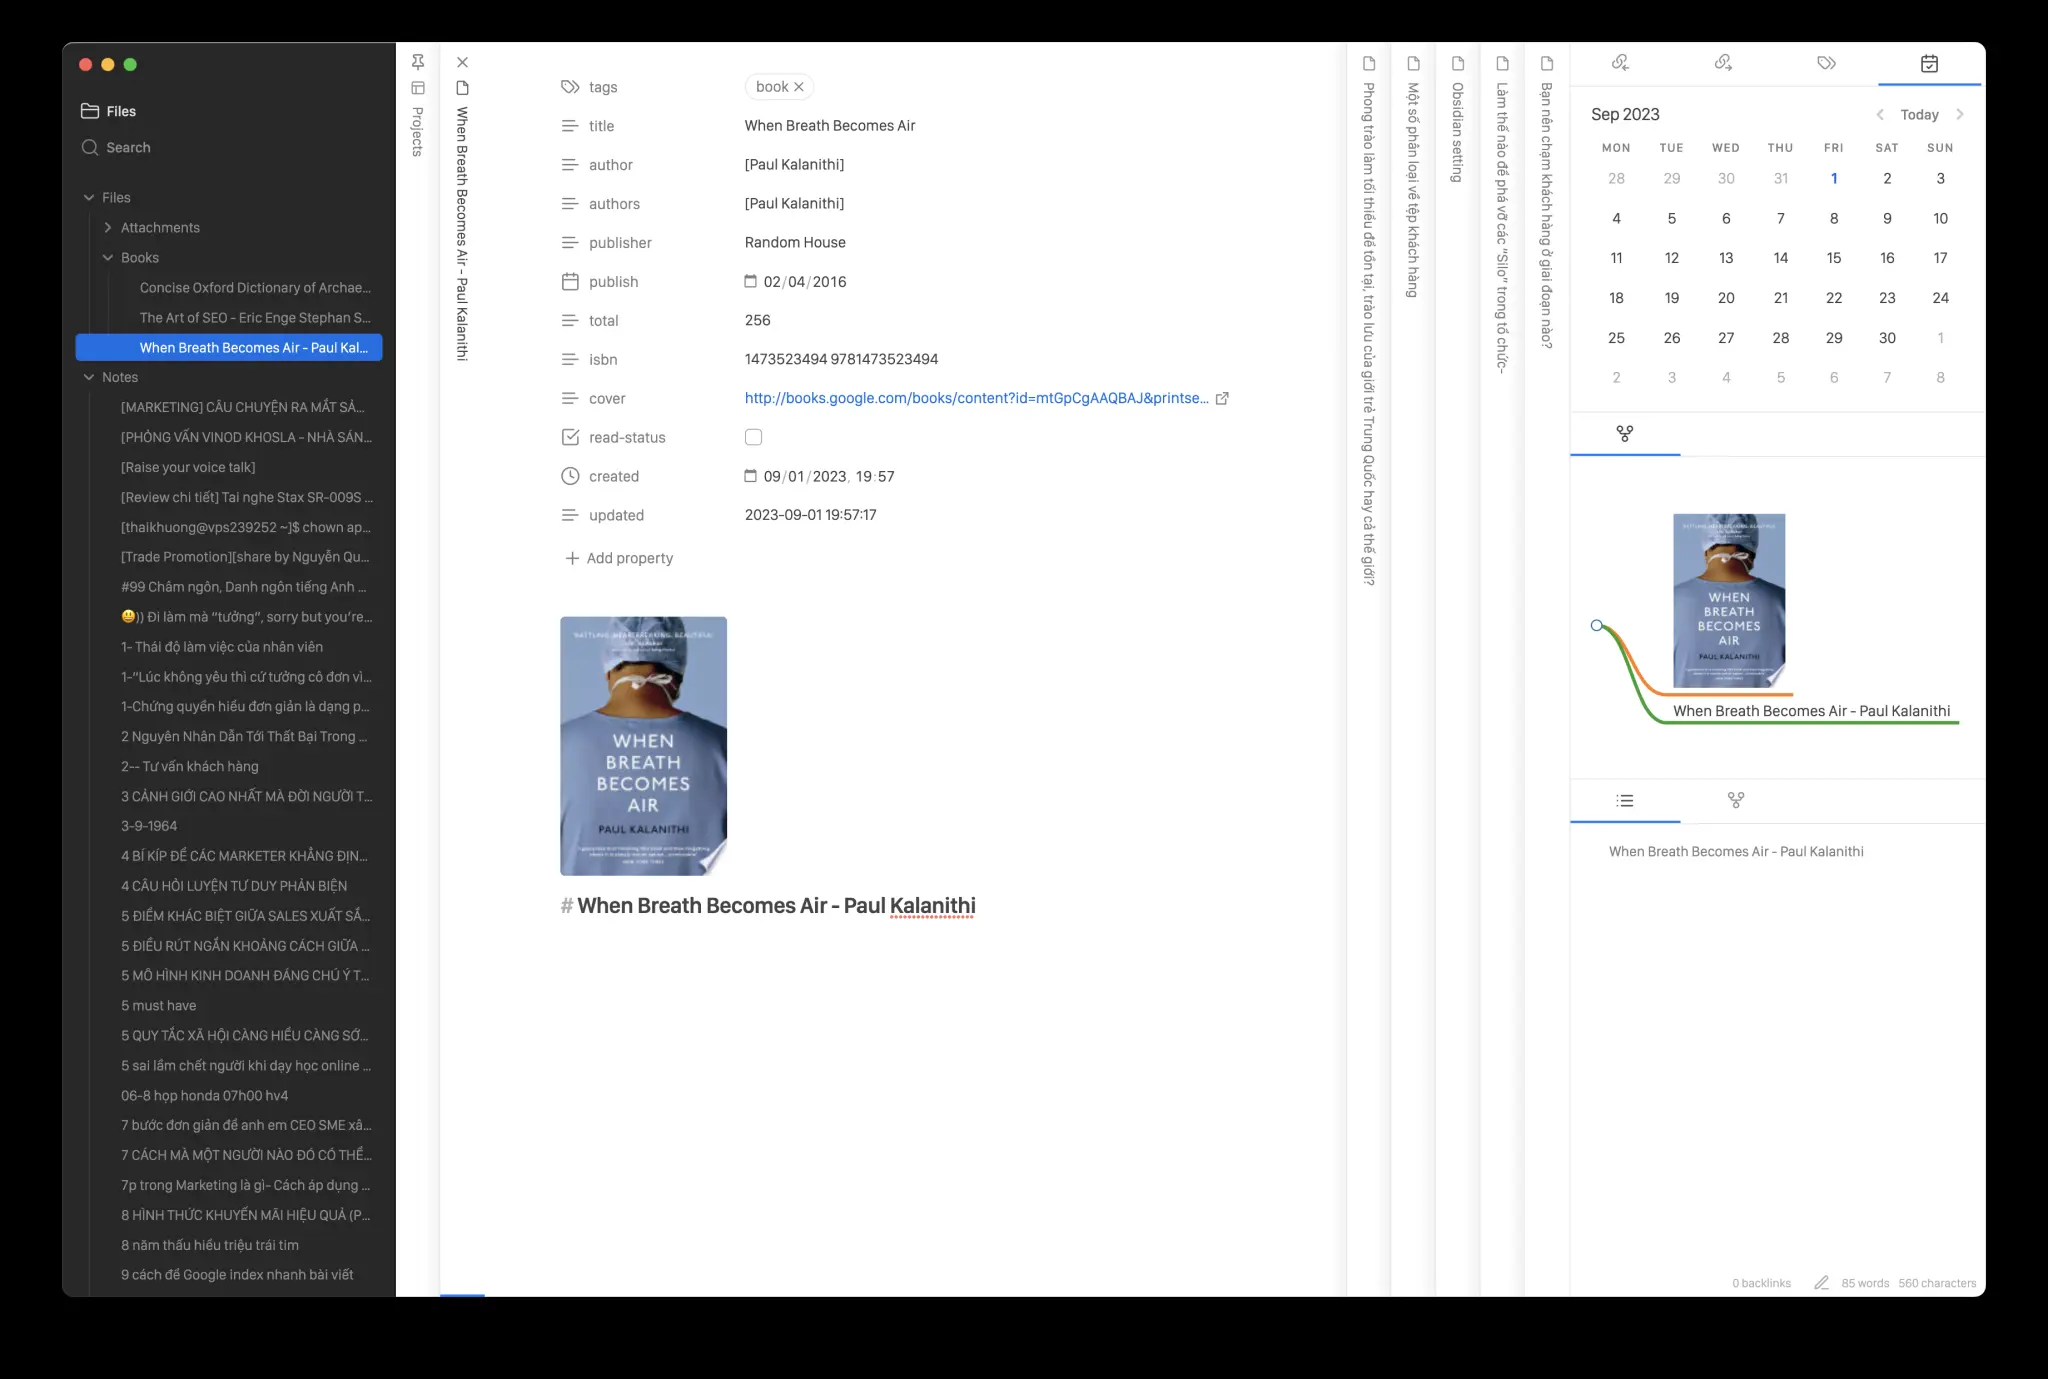 Files
Search
Files
Attachments
Books
Concise Oxford Dictionary of Archae...
The Art of SEO - Eric Enge Stephan S...
When Breath Becomes Air - Paul Kal...
Notes
[MARKETING] CÂU CHUYỆN RA MẮT SẢ...
[PHỎNG VẤN VINOD KHOSLA - NHÀ SÁN...
[Raise your voice talk]
[Review chi tiết] Tai nghe Stax SR-009S ...
[thaikhuong@vps239252 ~]$ chown ap...
[Trade Promotion][share by Nguyễn Qu...
#99 Châm ngôn, Danh ngôn tiếng Anh ...
😃)) Đi làm mà “tưởng”, sorry but you’re...
1- Thái độ làm việc của nhân viên
1-“Lúc không yêu thì cứ tưởng cô đơn vì...
1-Chứng quyền hiểu đơn giản là dạng p...
2 Nguyên Nhân Dẫn Tới Thất Bại Trong ...
2-- Tư vấn khách hàng
3 CẢNH GIỚI CAO NHẤT MÀ ĐỜI NGƯỜI T...
3-9-1964
4 BÍ KÍP ĐỂ CÁC MARKETER KHẲNG ĐỊN...
4 CÂU HỎI LUYỆN TƯ DUY PHẢN BIỆN
5 ĐIỂM KHÁC BIỆT GIỮA SALES XUẤT SẮ...
5 ĐIỀU RÚT NGẮN KHOẢNG CÁCH GIỮA ...
5 MÔ HÌNH KINH DOANH ĐÁNG CHÚ Ý T...
5 must have
5 QUY TẮC XÃ HỘI CÀNG HIỂU CÀNG SỚ...
5 sai lầm chết người khi dạy học online ...
06-8 họp honda 07h00 hv4
7 bước đơn giản để anh em CEO SME xâ...
7 CÁCH MÀ MỘT NGƯỜI NÀO ĐÓ CÓ THỂ...
7p trong Marketing là gì- Cách áp dụng ...
8 HÌNH THỨC KHUYẾN MÃI HIỆU QUẢ (P...
8 năm thấu hiểu triệu trái tim
9 cách để Google index nhanh bài viết
Projects
When Breath Becomes Air - Paul Kalanithi
tags book
title When Breath Becomes Air
author [Paul Kalanithi]
authors [Paul Kalanithi]
publisher Random House
publish 02/04/2016
total 256
isbn 1473523494 9781473523494
cover http://books.google.com/books/content?id=mtGpCgAAQBAJ&printse...
read-status
created 09/01/2023, 19:57
updated 2023-09-01 19:57:17
Add property
WHEN
BREATH
BECOMES
AIR
PAUL KALANITHI
# When Breath Becomes Air - Paul Kalanithi
Phong trào làm tối thiểu để tồn tại, trào lưu của giới trẻ Trung Quốc hay cả thế giới?
Một số phân loại về tệp khách hàng
Obsidian setting
Làm thế nào để phá vỡ các “Silo” trong tổ chức-
Bạn nên chạm khách hàng ở giai đoạn nào?
Sep 2023 Today
MON TUE WED THU FRI SAT SUN
28 29 30 31 1 2 3
4 5 6 7 8 9 10
11 12 13 14 15 16 17
18 19 20 21 22 23 24
25 26 27 28 29 30 1
2 3 4 5 6 7 8
WHEN
BREATH
BECOMES
AIR
PAUL KALANITHI
When Breath Becomes Air - Paul Kalanithi
When Breath Becomes Air - Paul Kalanithi
0 backlinks 85 words 560 characters